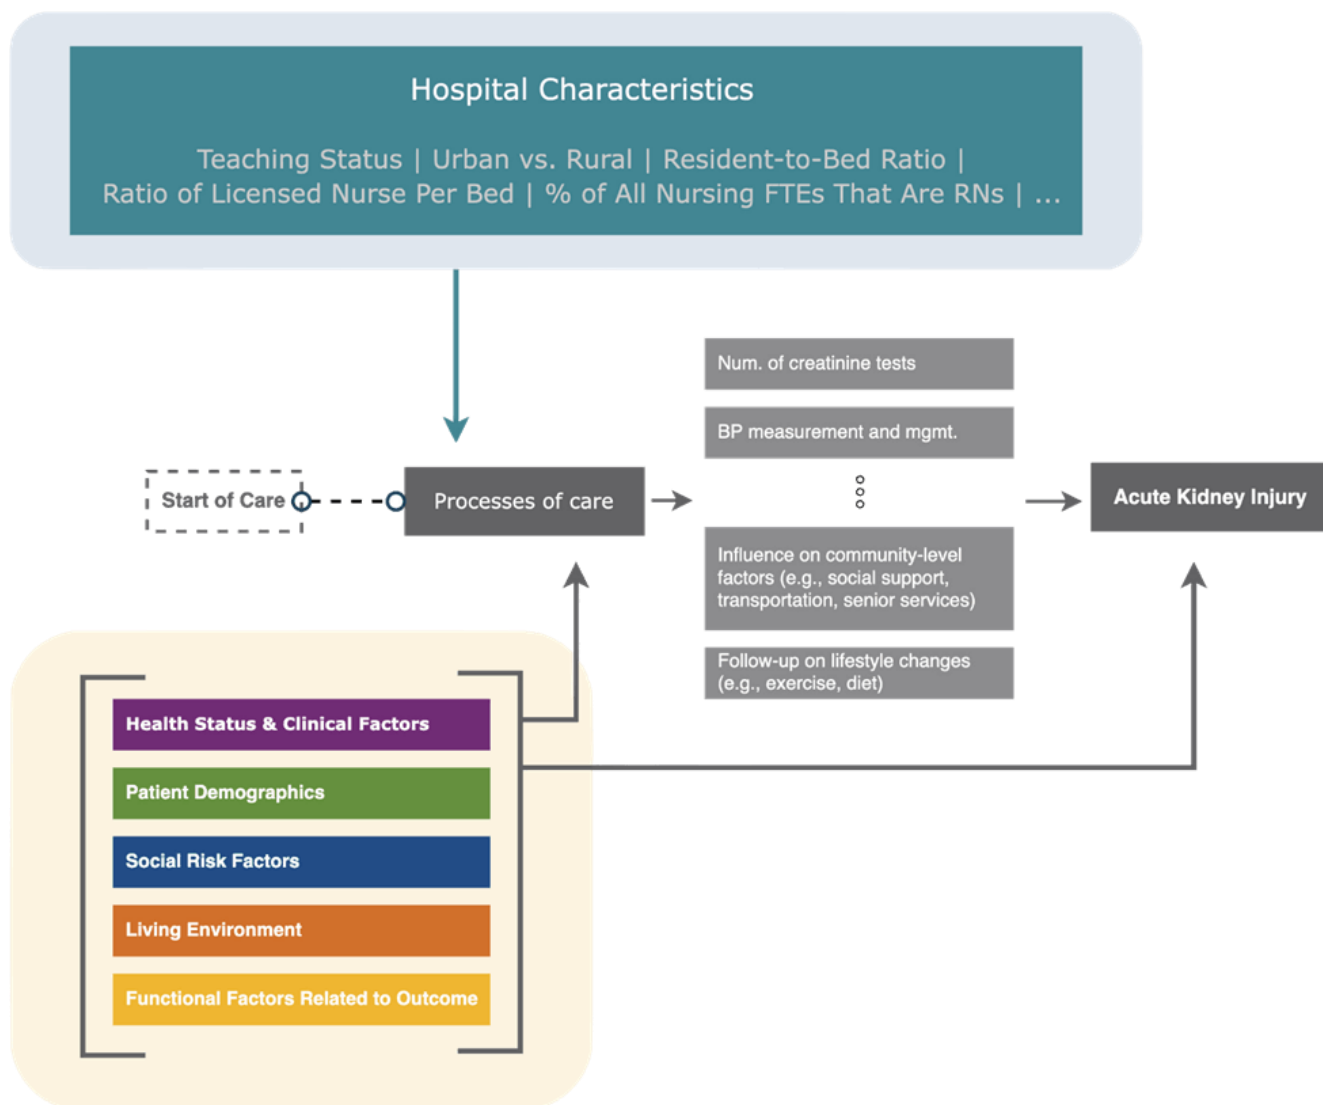 Hospital Characteristics
Teaching Status | Urban vs. Rural | Resident-to-Bed Ratio |
Ratio of Licensed Nurse Per Bed | % of All Nursing FTEs That Are RNs | ...
Num. of creatinine tests
BP measurement and mgmt.
Start of Care
Processes of care
Acute Kidney Injury
Influence on community-level
factors (e.g., social support,
transportation, senior services)
Follow-up on lifestyle changes
(e.g., exercise, diet)
Health Status & Clinical Factors
Patient Demographics
Social Risk Factors
Living Environment
Functional Factors Related to Outcome